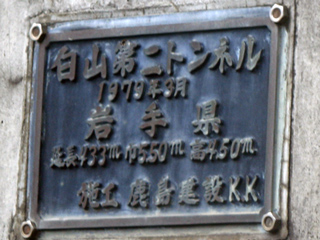 白山第二トンネル
1979年3月
岩手県
延長433m 巾5.50m 高4.50m
施工 鹿島建設K.K